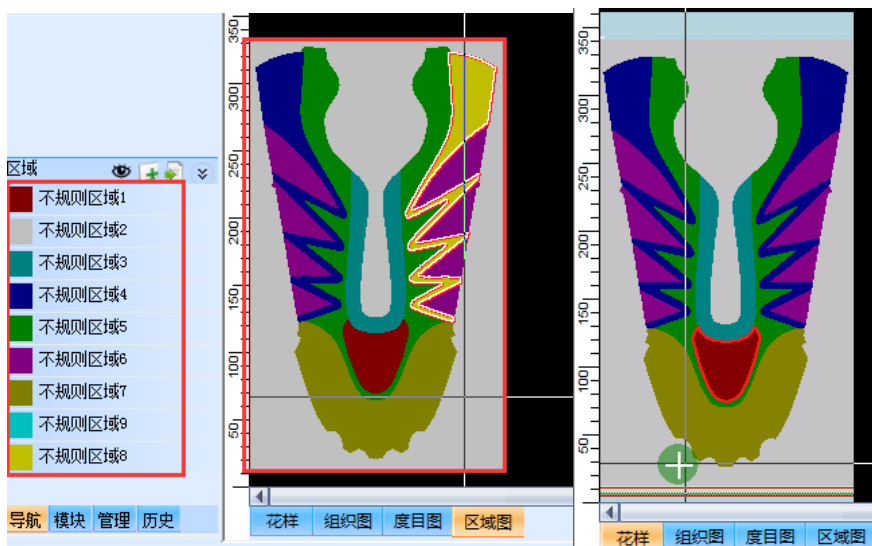 区域
不规则区域1
不规则区域2
不规则区域3
不规则区域4
不规则区域5
不规则区域6
不规则区域7
不规则区域9
不规则区域8
导航 模块 管理 历史
350
300
250
200
150
100
50
花样 组织图 度目图 区域图
350
300
250
200
150
100
50
花样 组织图 度目图 区域图